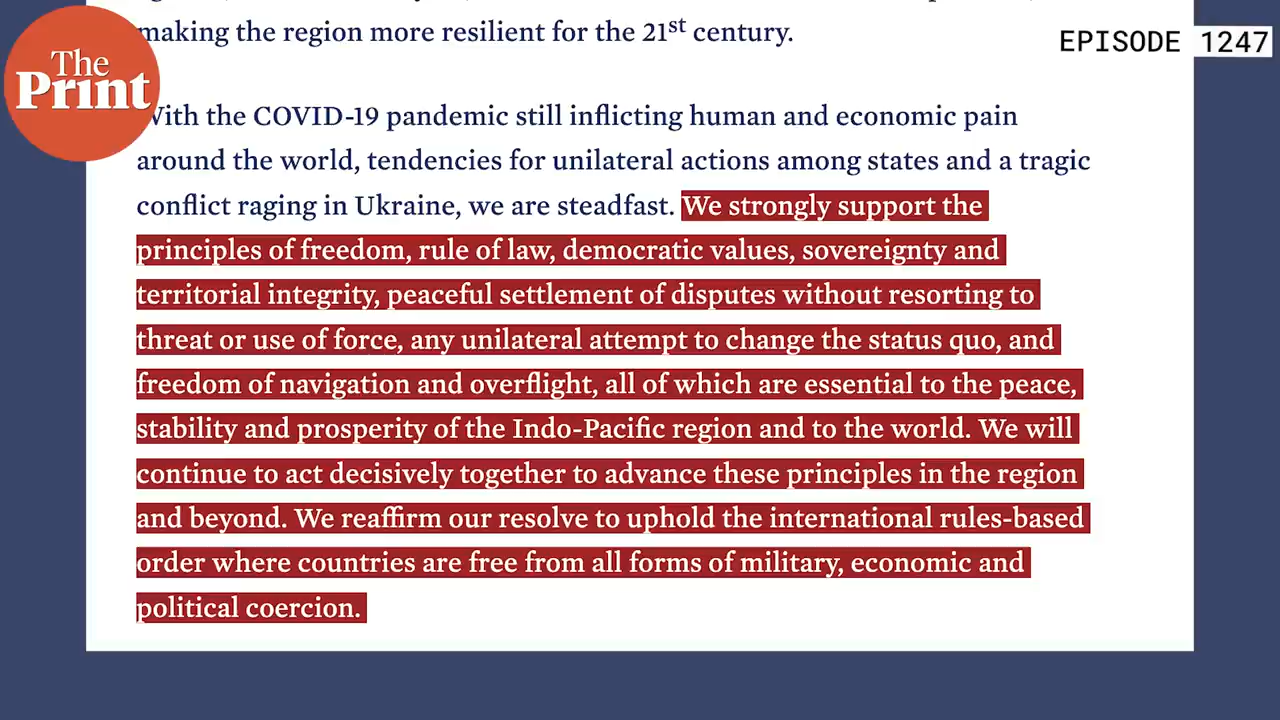 The
Print
EPISODE 1247
making the region more resilient for the 21st century.
With the COVID-19 pandemic still inflicting human and economic pain
around the world, tendencies for unilateral actions among states and a tragic
conflict raging in Ukraine, we are steadfast. We strongly support the
principles of freedom, rule of law, democratic values, sovereignty and
territorial integrity, peaceful settlement of disputes without resorting to
threat or use of force, any unilateral attempt to change the status quo, and
freedom of navigation and overflight, all of which are essential to the peace,
stability and prosperity of the Indo-Pacific region and to the world. We will
continue to act decisively together to advance these principles in the region
and beyond. We reaffirm our resolve to uphold the international rules-based
order where countries are free from all forms of military, economic and
political coercion.